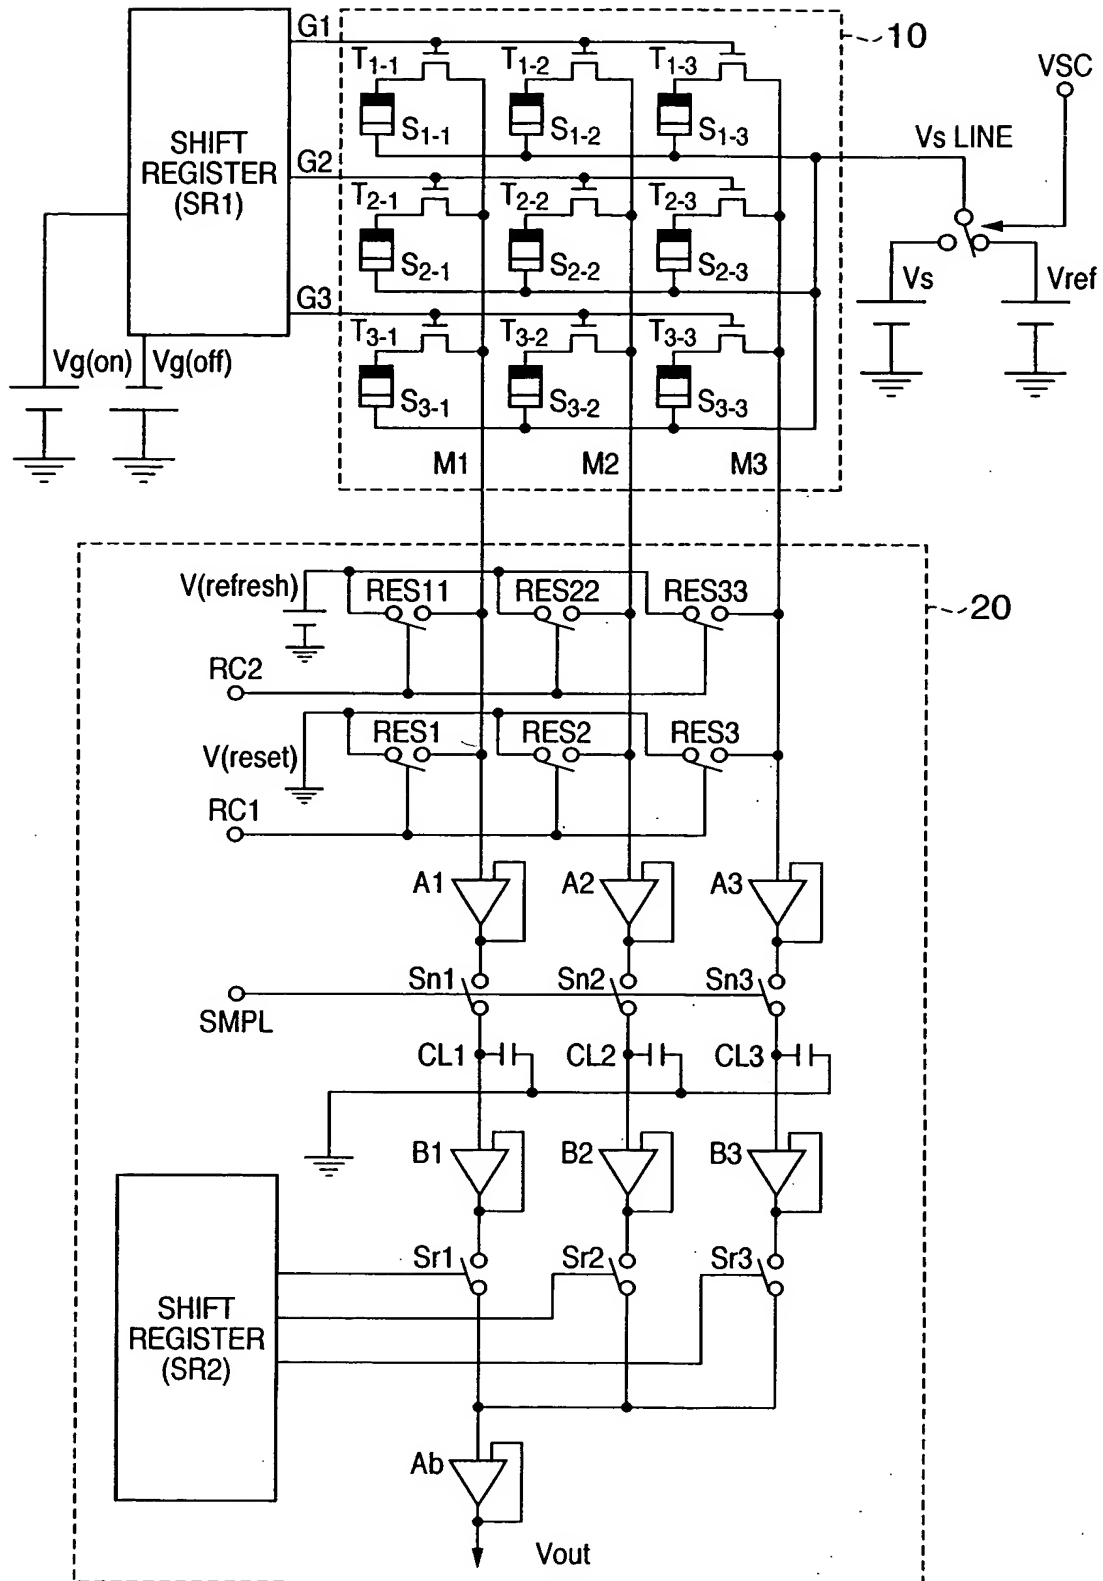 G1
10
T1-1
T1-2
T1-3
VSC
S1-1
S1-2
S1-3
SHIFT
REGISTER
(SR1)
Vs LINE
G2
T2-1
T2-2
T2-3
S2-1
S2-2
S2-3
Vs
Vref
G3
T3-1
T3-2
T3-3
Vg(on)
Vg(off)
S3-1
S3-2
S3-3
M1
M2
M3
V(refresh)
RES11
RES22
RES33
20
RC2
RES1
RES2
RES3
V(reset)
RC1
A1
A2
A3
Sn1
Sn2
Sn3
SMPL
CL1
CL2
CL3
B1
B2
B3
Sr1
Sr2
Sr3
SHIFT
REGISTER
(SR2)
Ab
Vout